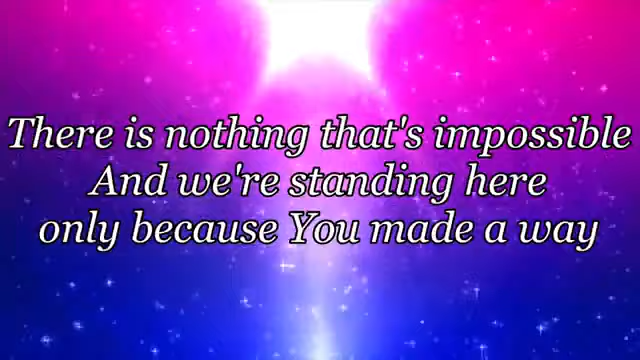 There is nothing that's impossible
And we're standing here
only because You made a way